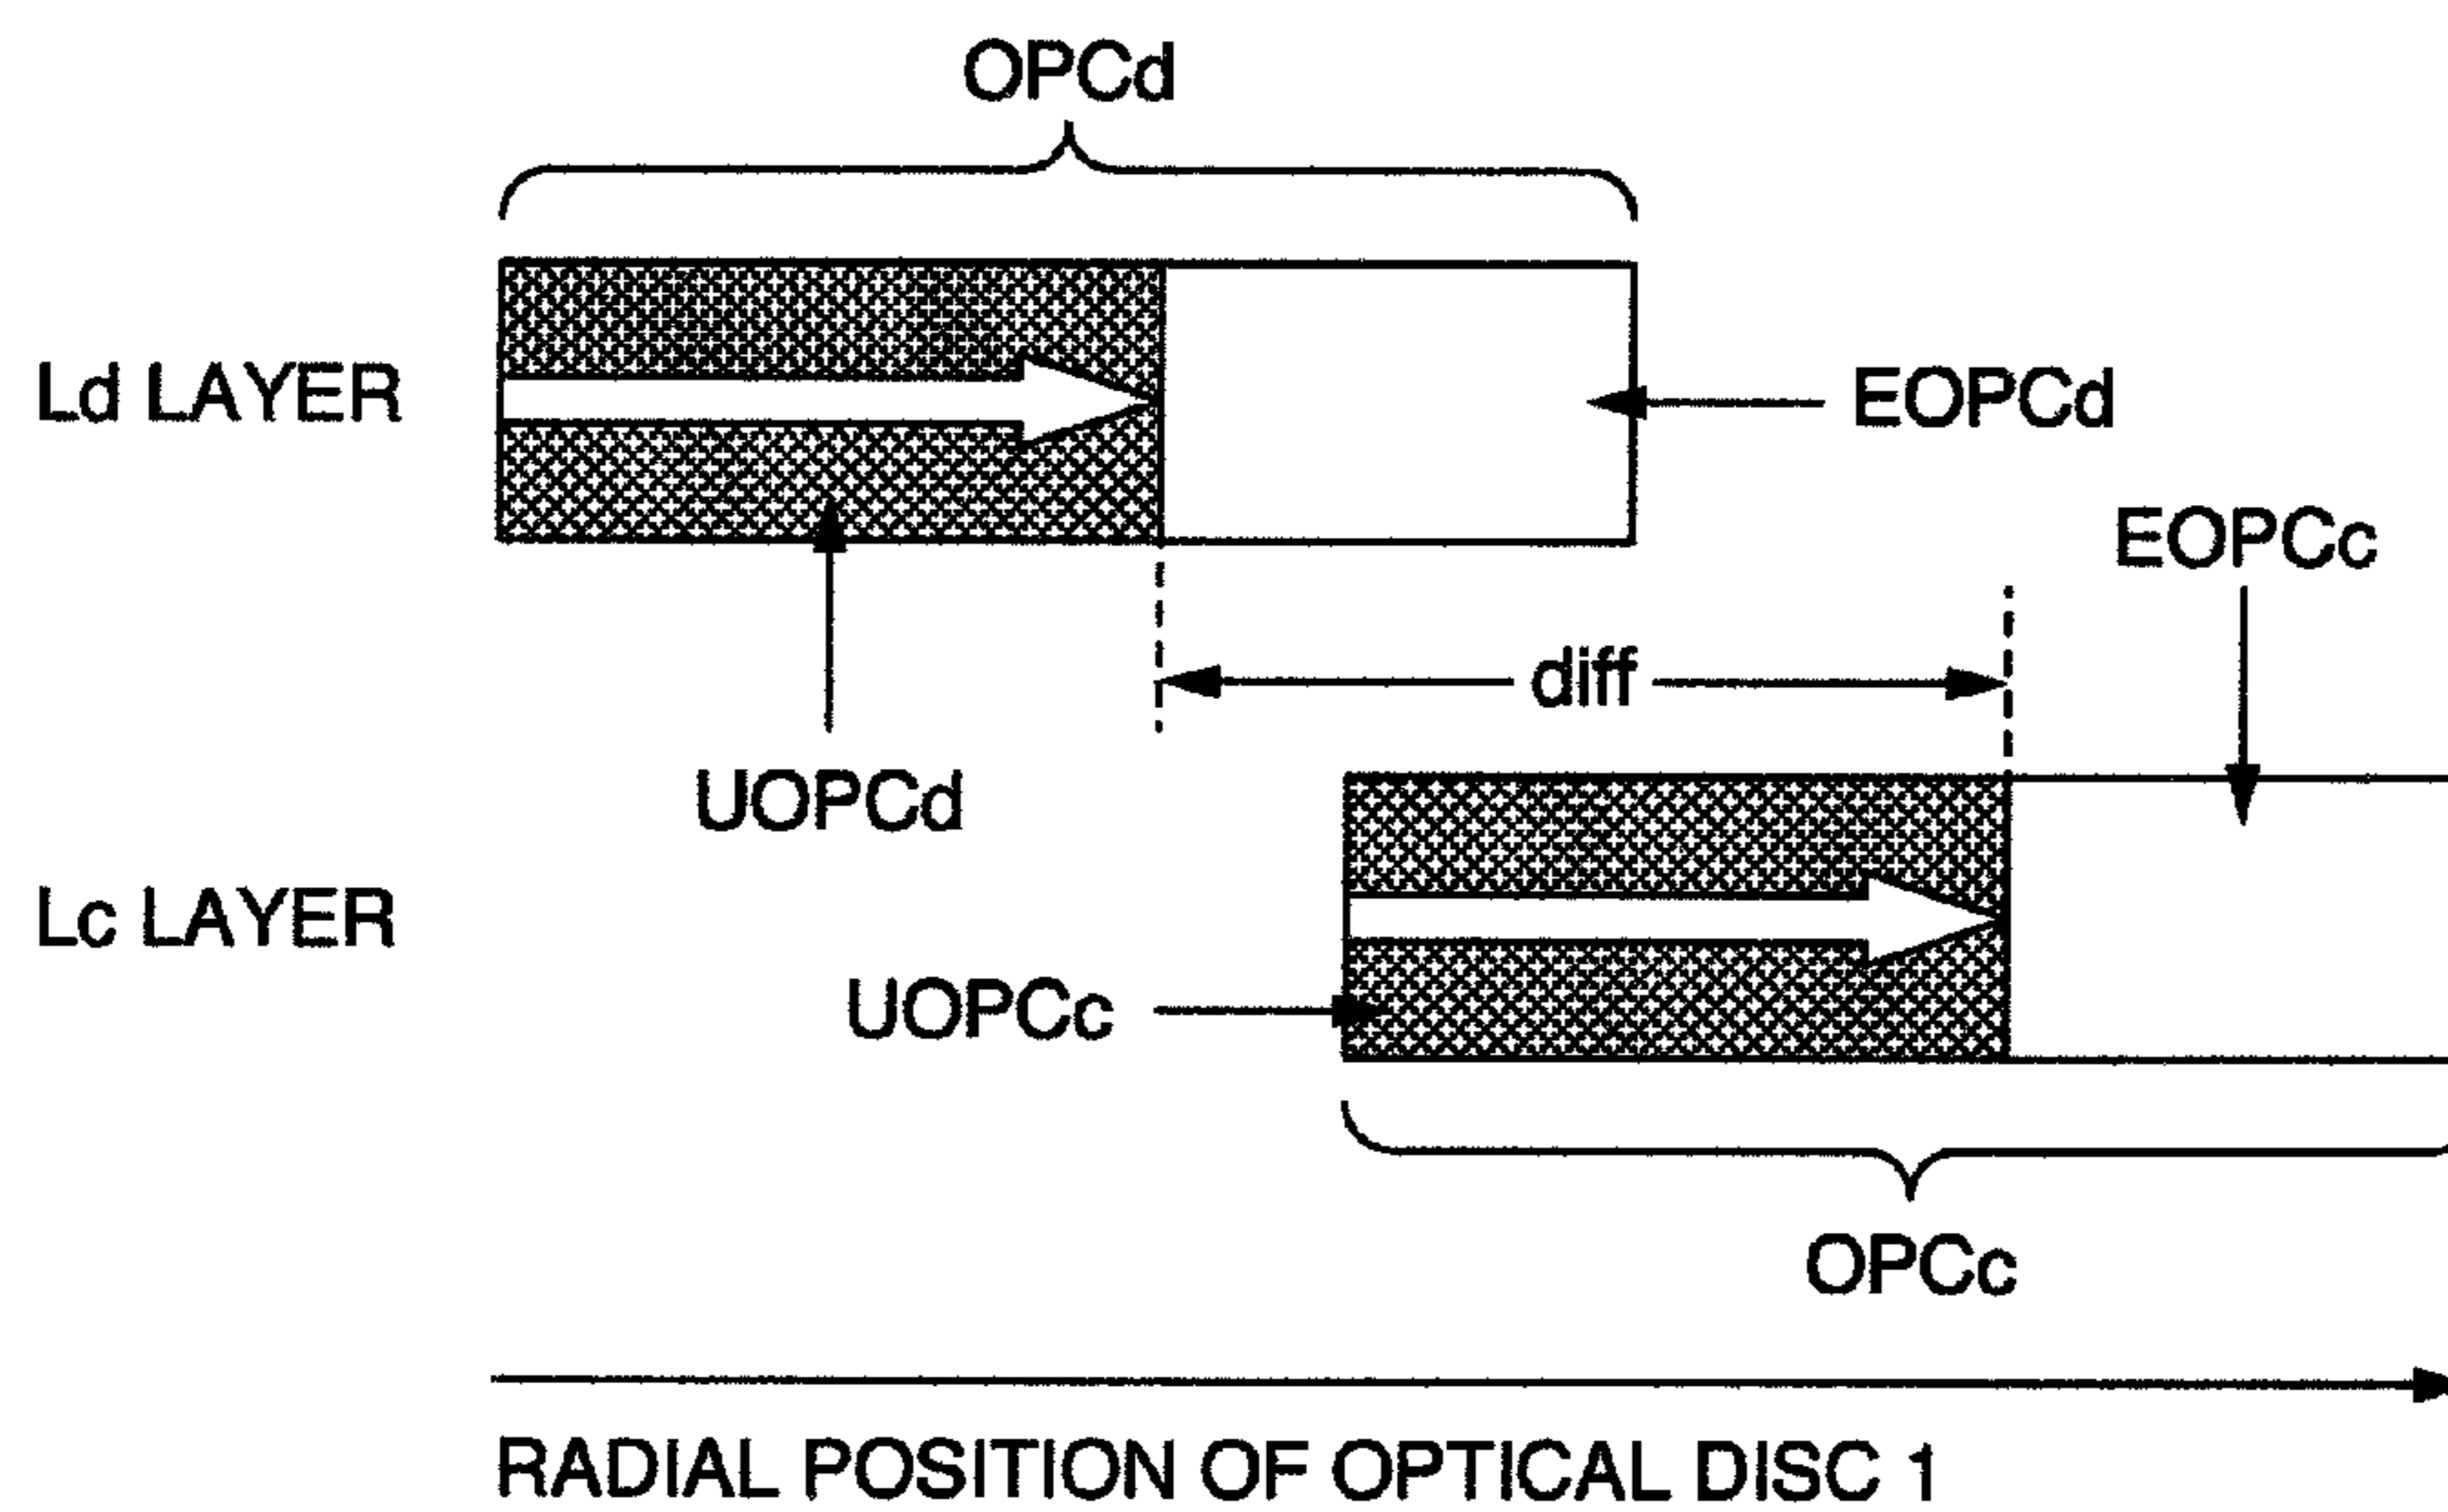 OPCd
Ld LAYER
EOPCd
EOPCc
diff
UOPCd
Lc LAYER
UOPCc
OPCc
RADIAL POSITION OF OPTICAL DISC 1